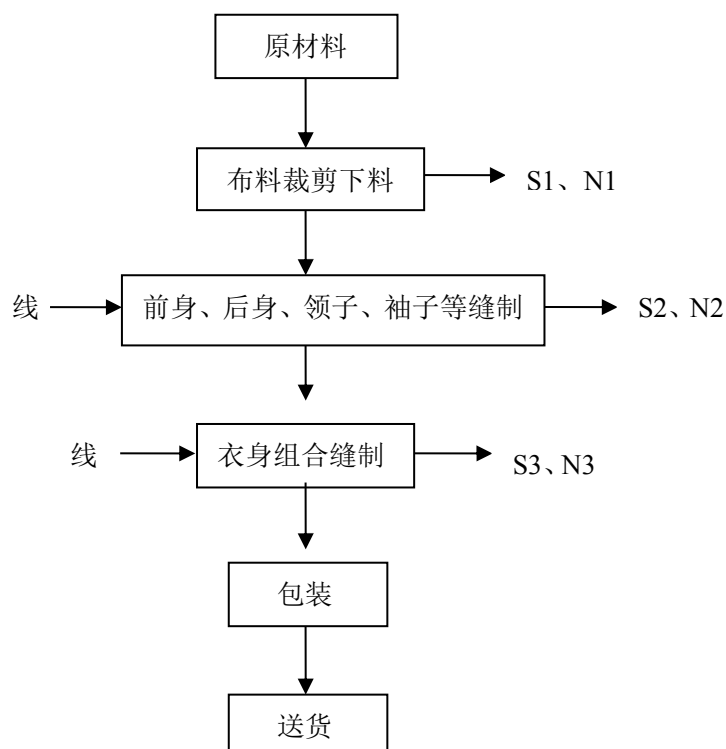 原材料
布料裁剪下料
S1、N1
线
前身、后身、领子、袖子等缝制
S2、N2
线
衣身组合缝制
S3、N3
包装
送货